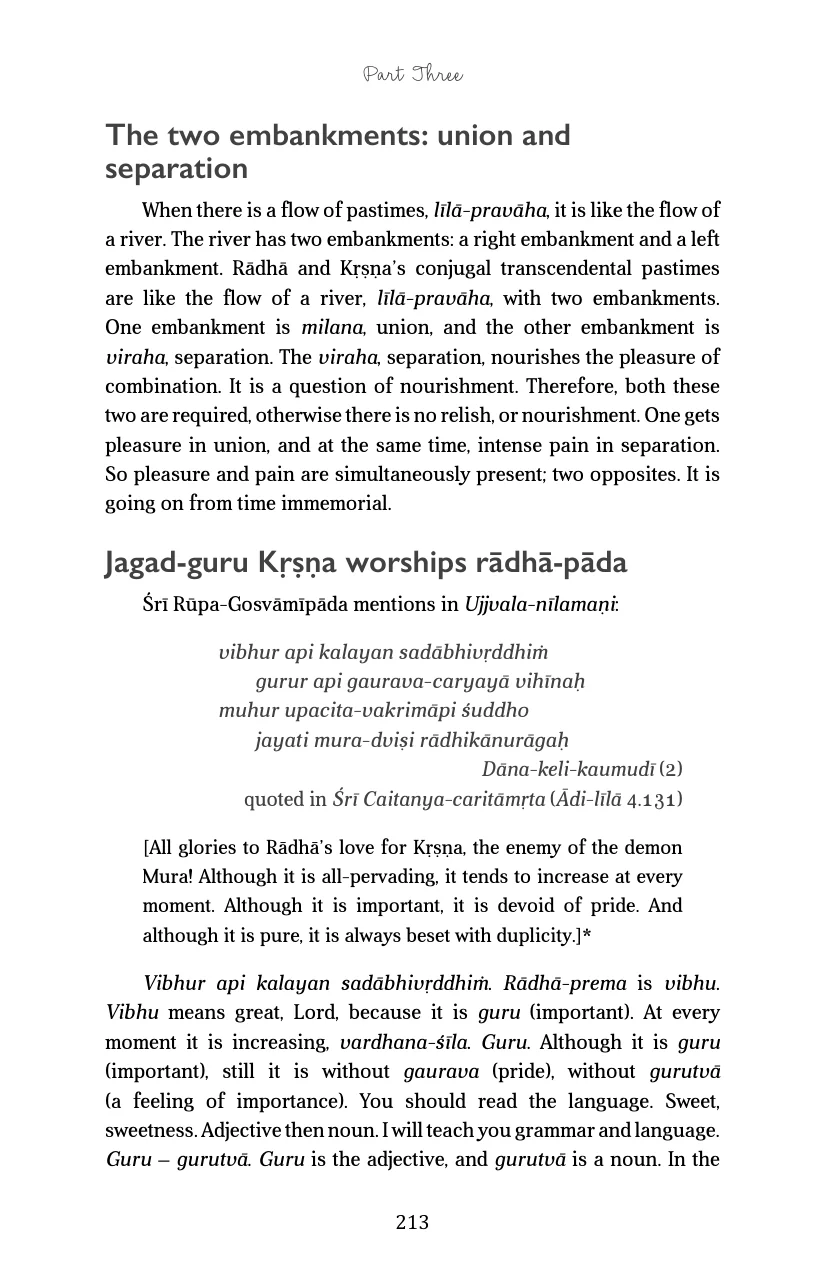 Part Three
The two embankments: union and
separation
When there is a flow of pastimes, līlā-pravāha, it is like the flow of
a river. The river has two embankments: a right embankment and a left
embankment. Rādhā and Kṛṣṇa’s conjugal transcendental pastimes
are like the flow of a river, līlā-pravāha, with two embankments.
One embankment is milana, union, and the other embankment is
viraha, separation. The viraha, separation, nourishes the pleasure of
combination. It is a question of nourishment. Therefore, both these
two are required, otherwise there is no relish, or nourishment. One gets
pleasure in union, and at the same time, intense pain in separation.
So pleasure and pain are simultaneously present; two opposites. It is
going on from time immemorial.
Jagad-guru Kṛṣṇa worships rādhā-pāda
Śrī Rūpa-Gosvāmīpāda mentions in Ujjvala-nīlamaṇi:
vibhur api kalayan sadābhivṛddhiṁ
gurur api gaurava-caryayā vihīnaḥ
muhur upacita-vakrimāpi śuddho
jayati mura-dviṣi rādhikānurāgaḥ
Dāna-keli-kaumudī (2)
quoted in Śrī Caitanya-caritāmṛta (Ādi-līlā 4.131)
[All glories to Rādhā’s love for Kṛṣṇa, the enemy of the demon
Mura! Although it is all-pervading, it tends to increase at every
moment. Although it is important, it is devoid of pride. And
although it is pure, it is always beset with duplicity.]*
Vibhur api kalayan sadābhivṛddhiṁ. Rādhā-prema is vibhu.
Vibhu means great, Lord, because it is guru (important). At every
moment it is increasing, vardhana-śīla. Guru. Although it is guru
(important), still it is without gaurava (pride), without gurutvā
(a feeling of importance). You should read the language. Sweet,
sweetness. Adjective then noun. I will teach you grammar and language.
Guru – gurutvā. Guru is the adjective, and gurutvā is a noun. In the
213